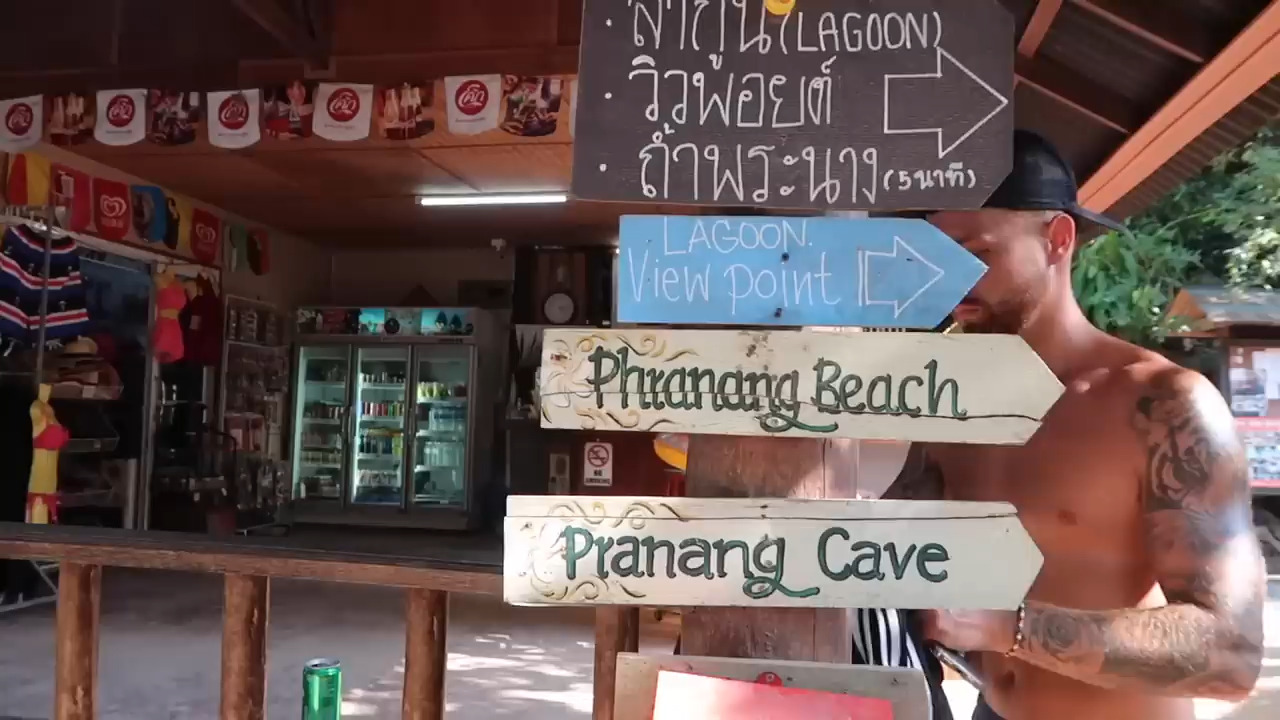 · ลากูน (LAGOON)
· วิวพอยต์
· ถ้ำพระนาง (5 นาที)
LAGOON.
View point
Phranang Beach
Pranang Cave